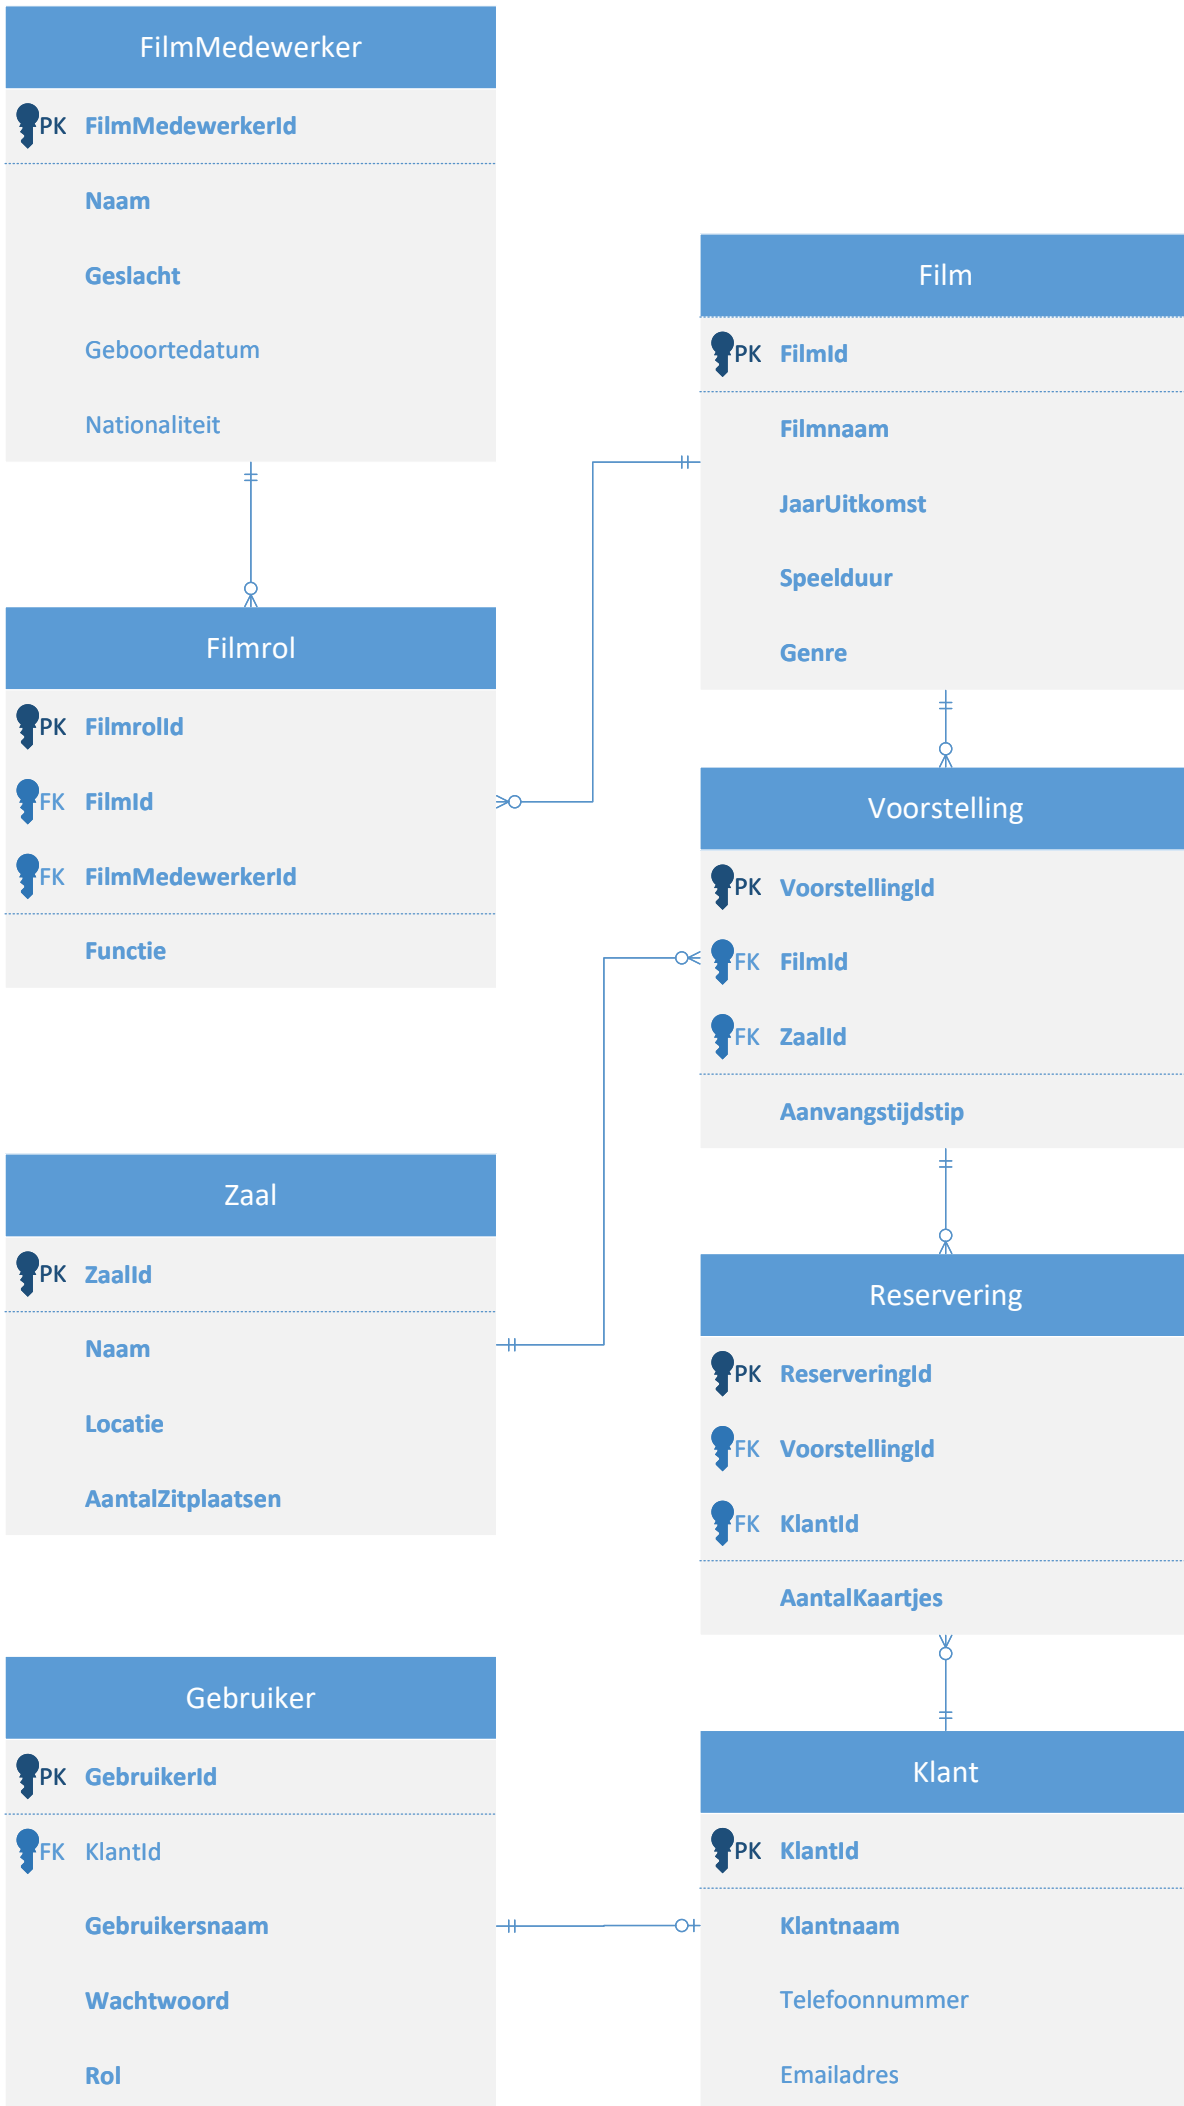 FilmMedewerker
PK FilmMedewerkerId
Naam
Geslacht
Geboortedatum
Nationaliteit
Film
PK FilmId
Filmnaam
JaarUitkomst
Speelduur
Genre
Filmrol
PK FilmrolId
FK FilmId
FK FilmMedewerkerId
Functie
Voorstelling
PK VoorstellingId
FK FilmId
FK ZaalId
Aanvangstijdstip
Zaal
PK ZaalId
Naam
Locatie
AantalZitplaatsen
Reservering
PK ReserveringId
FK VoorstellingId
FK KlantId
AantalKaartjes
Gebruiker
PK GebruikerId
FK KlantId
Gebruikersnaam
Wachtwoord
Rol
Klant
PK KlantId
Klantnaam
Telefoonnummer
Emailadres